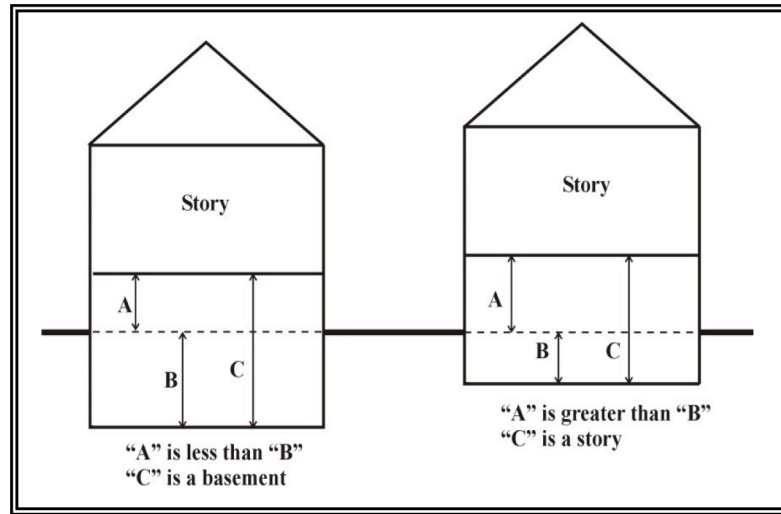 Story
A
B
C
“A” is less than “B”
“C” is a basement
Story
A
B
C
“A” is greater than “B”
“C” is a story